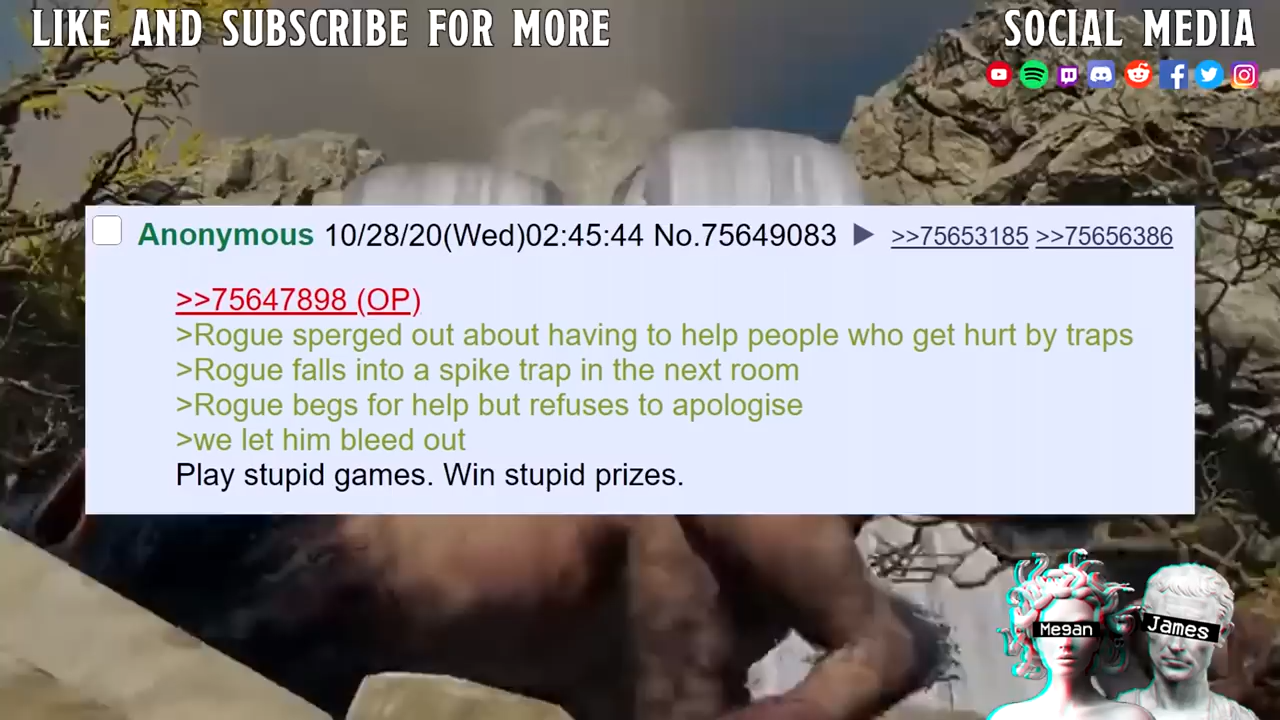 LIKE AND SUBSCRIBE FOR MORE
SOCIAL MEDIA
Anonymous 10/28/20(Wed)02:45:44 No.75649083 ▶ >>75653185 >>75656386
>>75647898 (OP)
>Rogue sperged out about having to help people who get hurt by traps
>Rogue falls into a spike trap in the next room
>Rogue begs for help but refuses to apologise
>we let him bleed out
Play stupid games. Win stupid prizes.
Megan
James